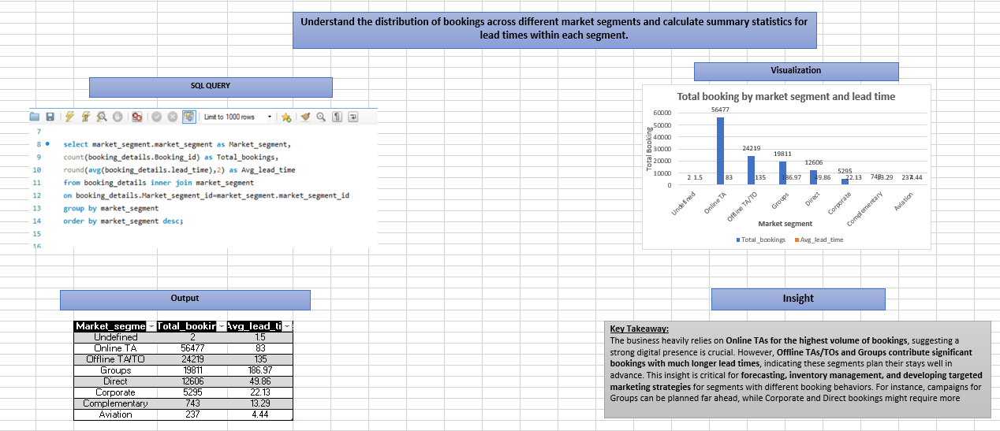 Understand the distribution of bookings across different market segments and calculate summary statistics for
lead times within each segment.
SQL QUERY
Limit to 1000 rows
7
8 select market_segment.market_segment as Market_segment,
9 count(booking_details.Booking_id) as Total_bookings,
10 round(avg(booking_details.lead_time),2) as Avg_lead_time
11 from booking_details inner join market_segment
12 on booking_details.Market_segment_id=market_segment.market_segment_id
13 group by market_segment
14 order by market_segment desc;
15
16
Visualization
Total booking by market segment and lead time
Total Booking
60000
50000
40000
30000
20000
10000
0
2 56477 24219 19811 12606 5295 743 237
1.5 83 135 186.97 49.86 22.13 13.29 4.44
Undefined Online TA Offline TA/TO Groups Direct Corporate Complementary Aviation
Market segment
Total_bookings Avg_lead_time
Output
Market_segme Total_bookir Avg_lead_ti
Undefined 2 1.5
Online TA 56477 83
Offline TA/TO 24219 135
Groups 19811 186.97
Direct 12606 49.86
Corporate 5295 22.13
Complementary 743 13.29
Aviation 237 4.44
Insight
Key Takeaway:
The business heavily relies on Online TAs for the highest volume of bookings, suggesting a
strong digital presence is crucial. However, Offline TAs/TOs and Groups contribute significant
bookings with much longer lead times, indicating these segments plan their stays well in
advance. This insight is critical for forecasting, inventory management, and developing targeted
marketing strategies for segments with different booking behaviors. For instance, campaigns for
Groups can be planned far ahead, while Corporate and Direct bookings might require more